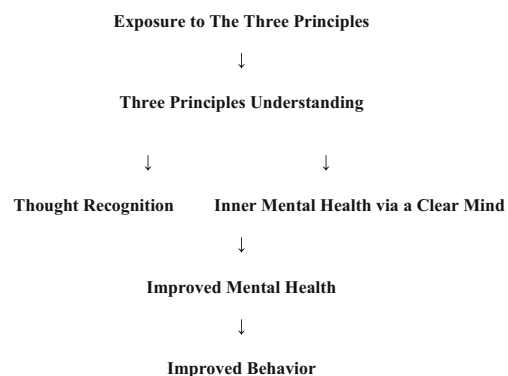 Exposure to The Three Principles
↓
Three Principles Understanding
↓ ↓
Thought Recognition Inner Mental Health via a Clear Mind
↓
Improved Mental Health
↓
Improved Behavior